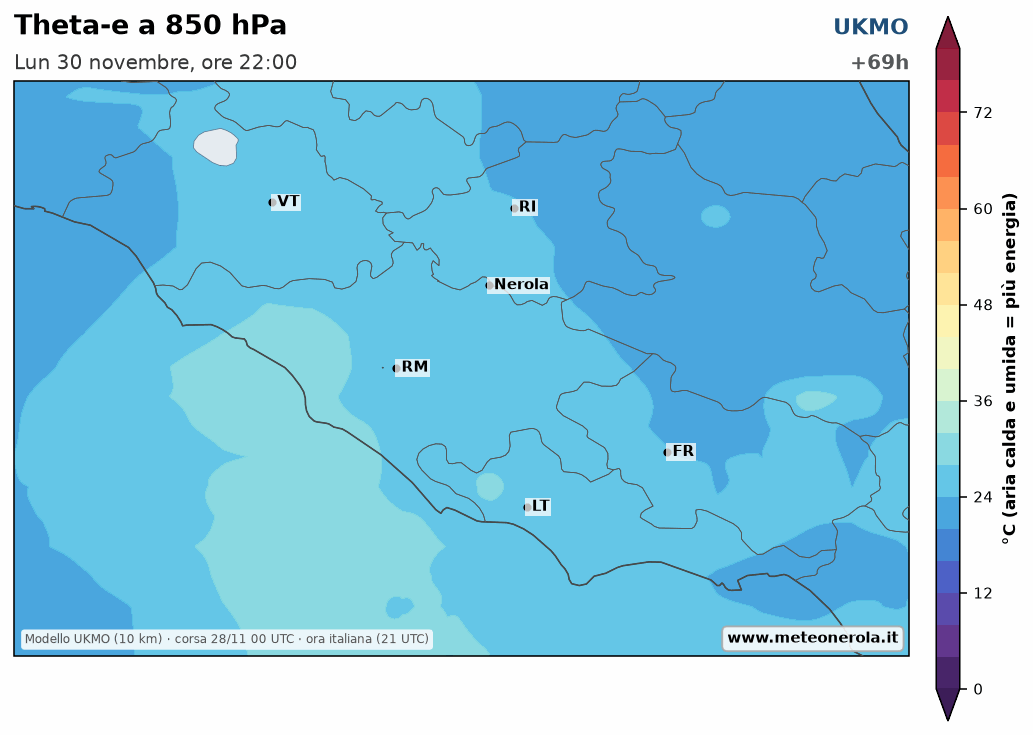 Theta-e a 850 hPa
UKMO
Lun 30 novembre, ore 22:00
+69h
VT
RI
Nerola
RM
FR
LT
72
60
48
36
24
12
0
°C (aria calda e umida = più energia)
Modello UKMO (10 km) · corsa 28/11 00 UTC · ora italiana (21 UTC)
www.meteonerola.it